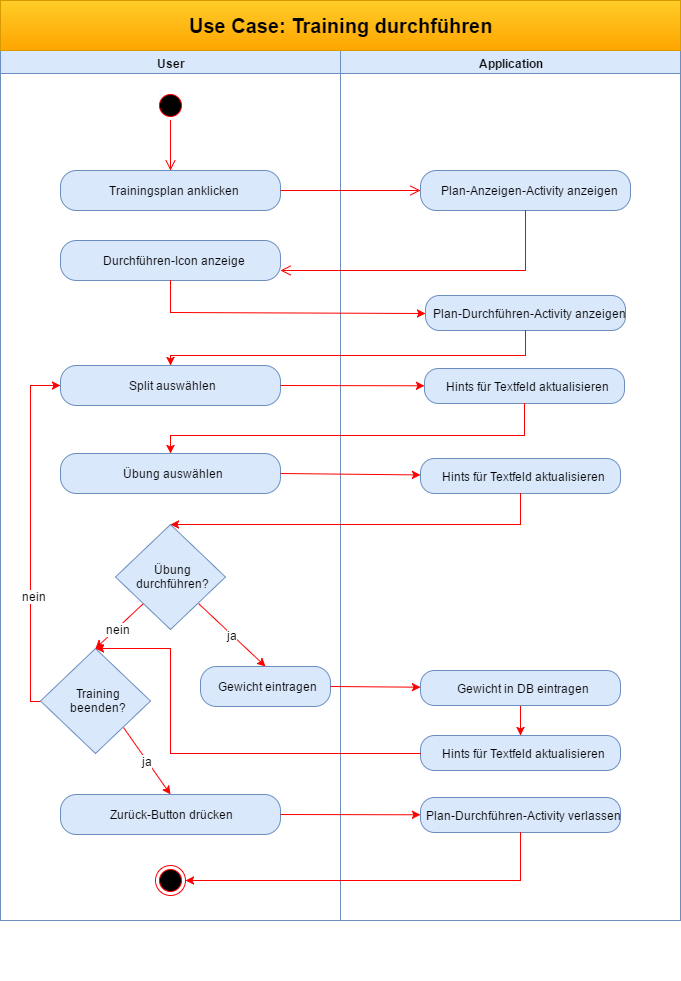 Use Case: Training durchführen
User
Application
Trainingsplan anklicken
Plan-Anzeigen-Activity anzeigen
Durchführen-Icon anzeige
Plan-Durchführen-Activity anzeigen
Split auswählen
Hints für Textfeld aktualisieren
Übung auswählen
Hints für Textfeld aktualisieren
Übung
durchführen?
nein
nein
ja
Gewicht eintragen
Gewicht in DB eintragen
Training
beenden?
Hints für Textfeld aktualisieren
ja
Zurück-Button drücken
Plan-Durchführen-Activity verlassen